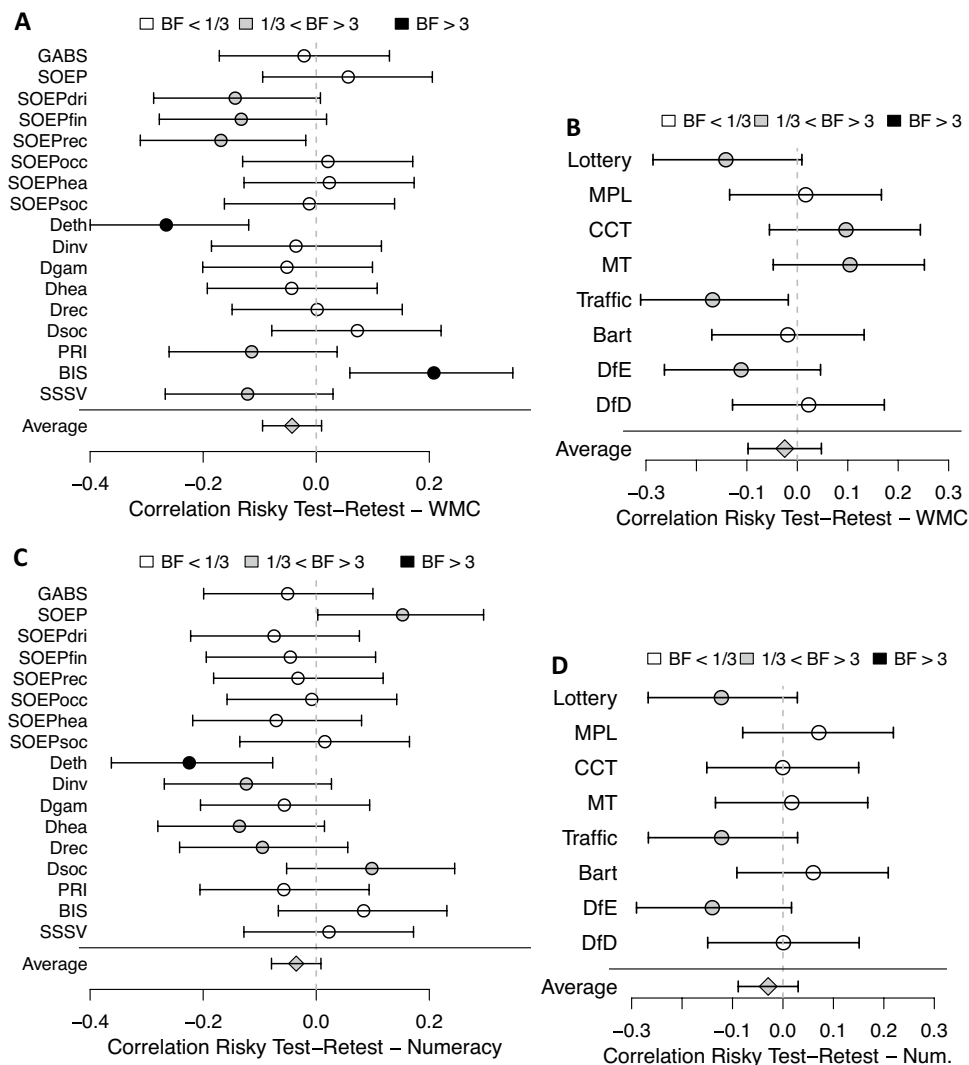 A
BF < 1/3 1/3 < BF > 3 BF > 3
GABS
SOEP
SOEPdri
SOEPfin
SOEPrec
SOEPocc
SOEPhea
SOEPsoc
Deth
Dinv
Dgam
Dhea
Drec
Dsoc
PRI
BIS
SSSV
Average
−0.4 −0.2 0.0 0.2
Correlation Risky Test−Retest − WMC
B
BF < 1/3 1/3 < BF > 3 BF > 3
Lottery
MPL
CCT
MT
Traffic
Bart
DfE
DfD
Average
−0.3 −0.1 0.0 0.1 0.2 0.3
Correlation Risky Test−Retest − WMC
C
BF < 1/3 1/3 < BF > 3 BF > 3
GABS
SOEP
SOEPdri
SOEPfin
SOEPrec
SOEPocc
SOEPhea
SOEPsoc
Deth
Dinv
Dgam
Dhea
Drec
Dsoc
PRI
BIS
SSSV
Average
−0.4 −0.2 0.0 0.2
Correlation Risky Test−Retest − Numeracy
D
BF < 1/3 1/3 < BF > 3 BF > 3
Lottery
MPL
CCT
MT
Traffic
Bart
DfE
DfD
Average
−0.3 −0.1 0.0 0.1 0.2 0.3
Correlation Risky Test−Retest − Num.